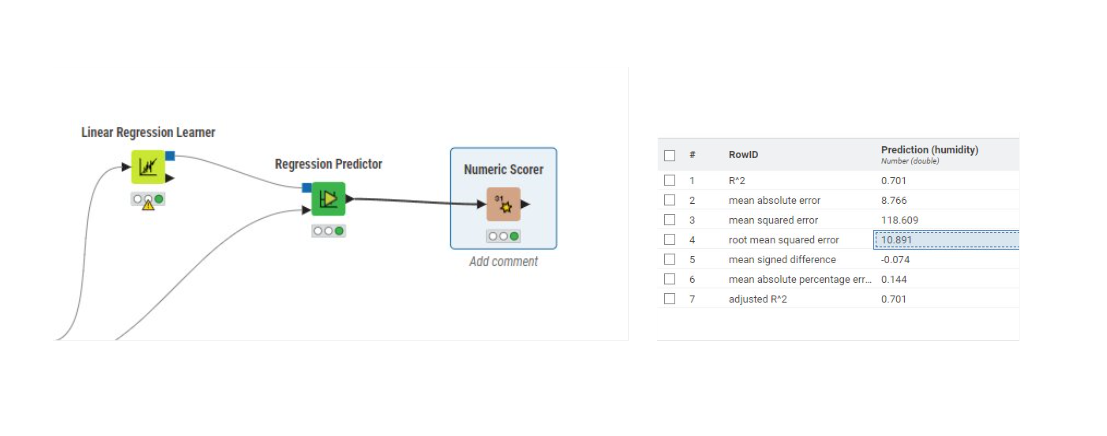 Linear Regression Learner
Regression Predictor
Numeric Scorer
01
Add comment
# RowID Prediction (humidity)
Number (double)
1 R^2 0.701
2 mean absolute error 8.766
3 mean squared error 118.609
4 root mean squared error 10.891
5 mean signed difference -0.074
6 mean absolute percentage err... 0.144
7 adjusted R^2 0.701